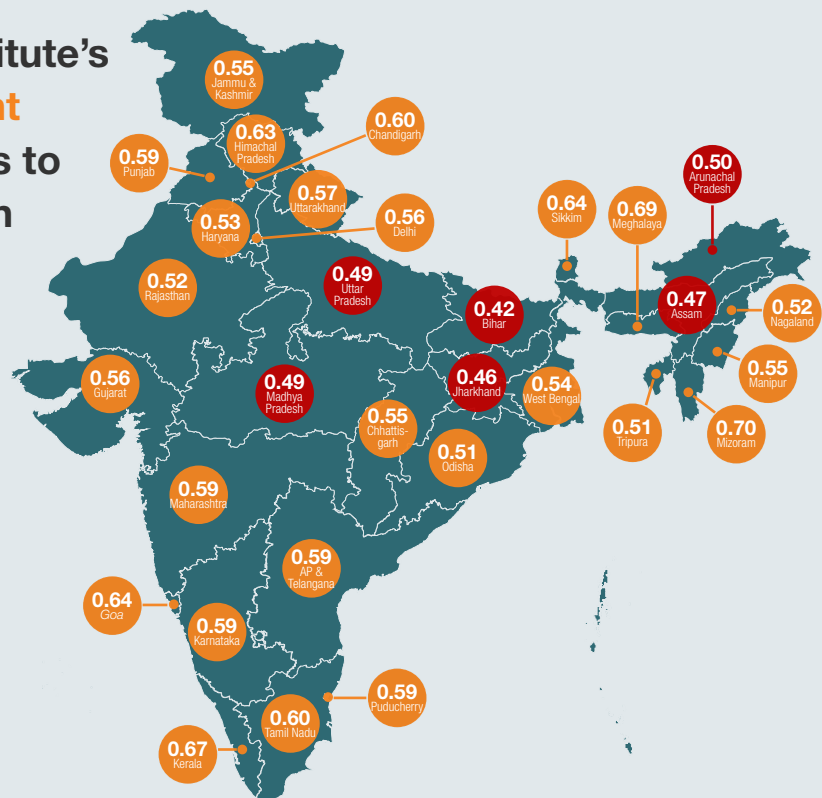 itute's
nt
s to
n
0.55
Jammu &
Kashmir
0.63
Himachal
Pradesh
0.60
Chandigarh
0.59
Punjab
0.57
Uttarakhand
0.53
Haryana
0.56
Delhi
0.64
Sikkim
0.69
Meghalaya
0.50
Arunachal
Pradesh
0.52
Rajasthan
0.49
Uttar
Pradesh
0.42
Bihar
0.47
Assam
0.52
Nagaland
0.56
Gujarat
0.49
Madhya
Pradesh
0.46
Jharkhand
0.54
West Bengal
0.55
Manipur
0.55
Chhattis-
garh
0.51
Odisha
0.51
Tripura
0.70
Mizoram
0.59
Maharashtra
0.59
AP &
Telangana
0.64
Goa
0.59
Karnataka
0.59
Puducherry
0.60
Tamil Nadu
0.67
Kerala